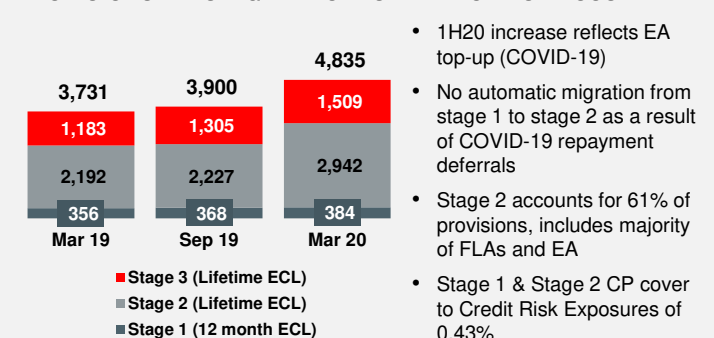 3,731
3,900
4,835
1,183
1,305
1,509
2,192
2,227
2,942
356
368
384
Mar 19
Sep 19
Mar 20
Stage 3 (Lifetime ECL)
Stage 2 (Lifetime ECL)
Stage 1 (12 month ECL)
• 1H20 increase reflects EA
top-up (COVID-19)
• No automatic migration from
stage 1 to stage 2 as a result
of COVID-19 repayment
deferrals
• Stage 2 accounts for 61% of
provisions, includes majority
of FLAs and EA
• Stage 1 & Stage 2 CP cover
to Credit Risk Exposures of
0.43%